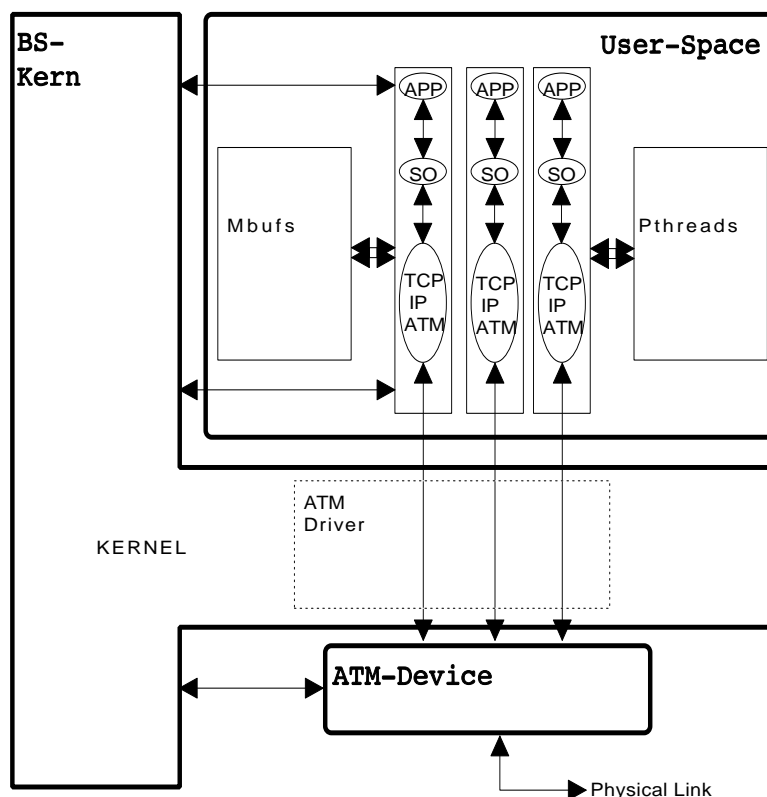 BS-
Kern
User-Space
APP
APP
APP
SO
SO
SO
Mbufs
Pthreads
TCP
IP
ATM
TCP
IP
ATM
TCP
IP
ATM
ATM
Driver
KERNEL
ATM-Device
Physical Link